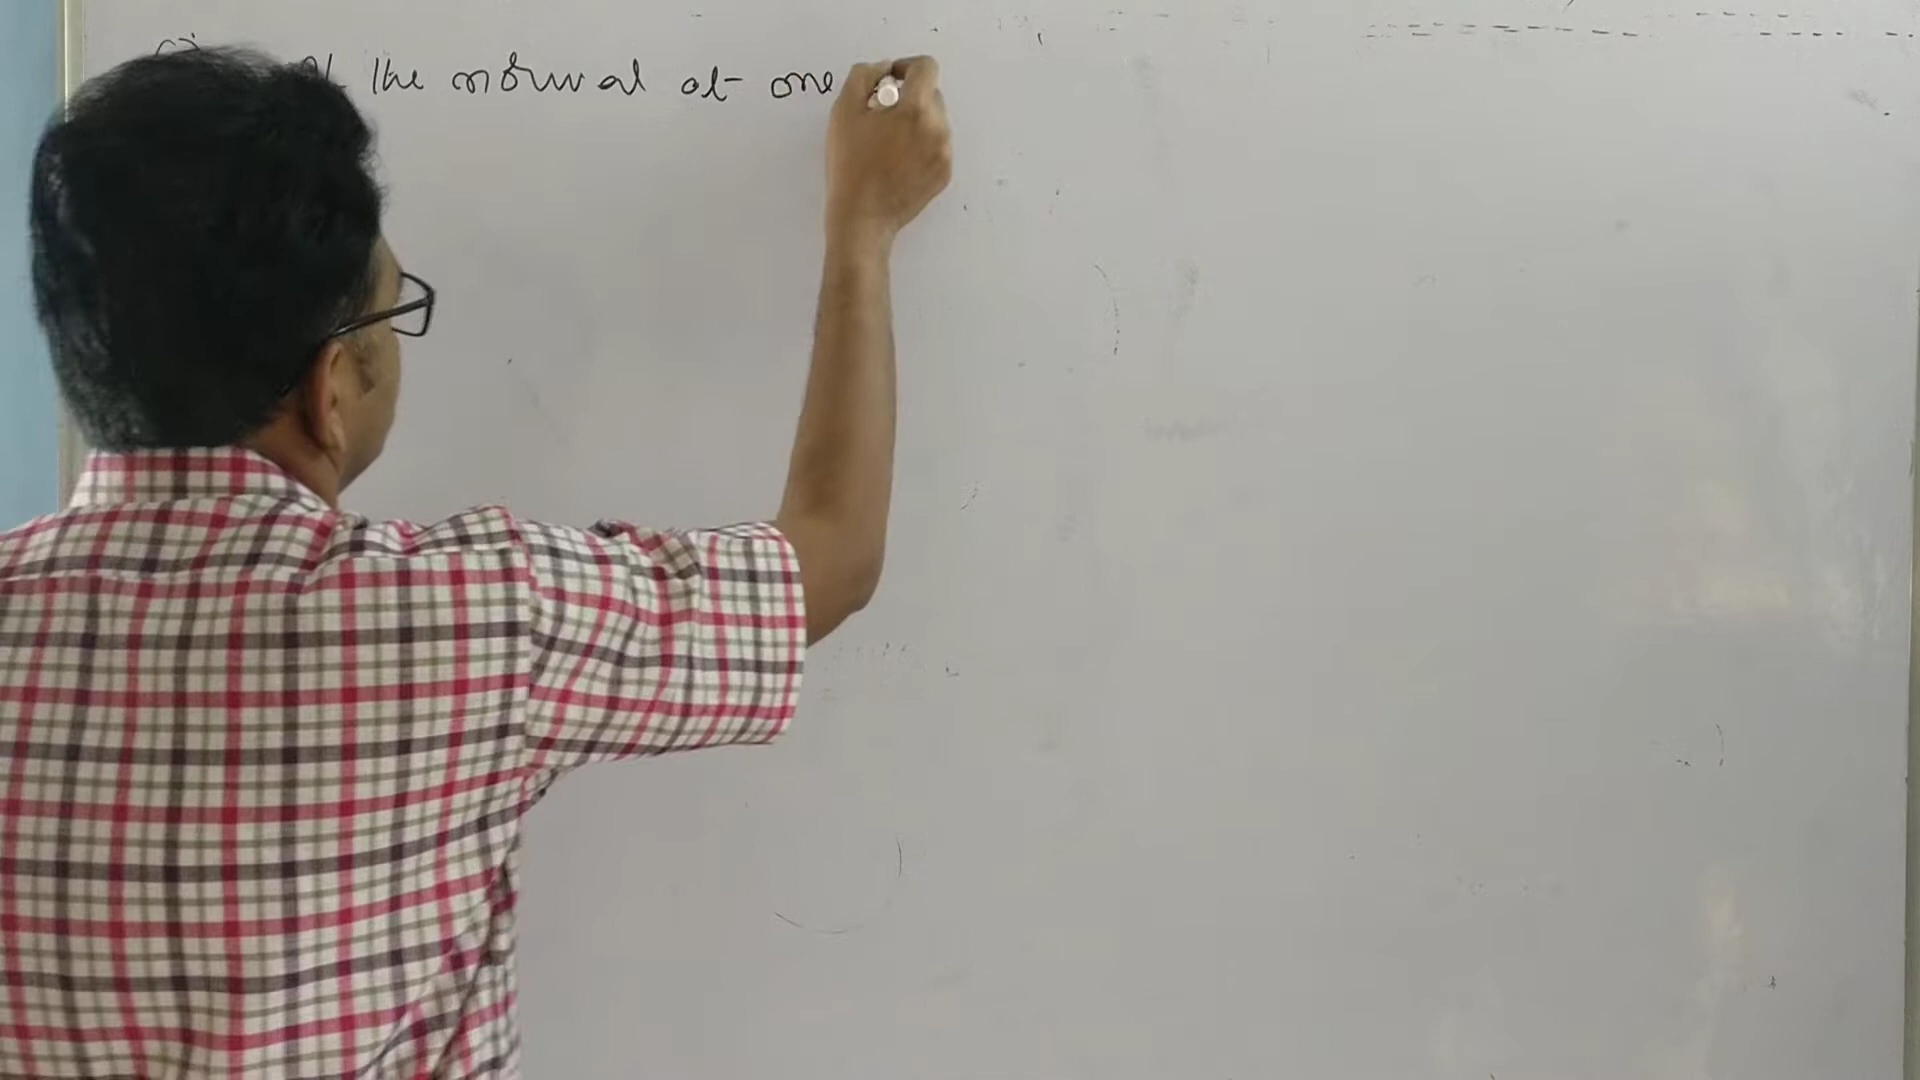 the normal at one